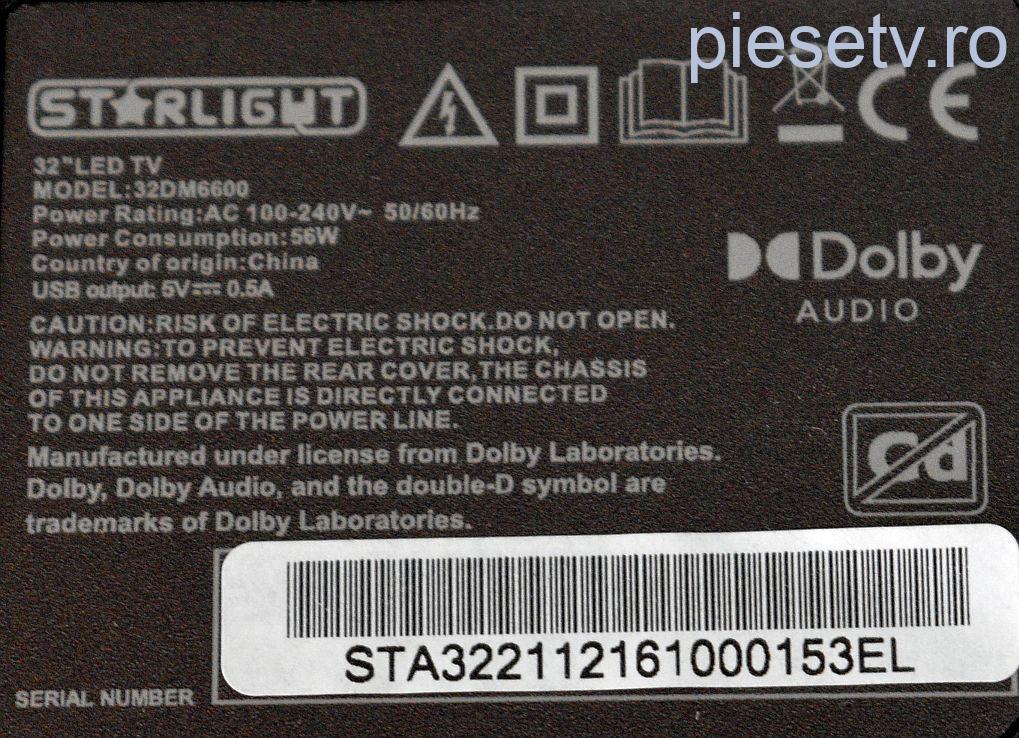 piesetv.ro
STARLIGHT
CE
32"LED TV
MODEL:32DM6600
Power Rating:AC 100-240V~ 50/60Hz
Power Consumption:56W
Country of origin:China
USB output: 5V⎓ 0.5A
Dolby
AUDIO
CAUTION:RISK OF ELECTRIC SHOCK.DO NOT OPEN.
WARNING:TO PREVENT ELECTRIC SHOCK,
DO NOT REMOVE THE REAR COVER,THE CHASSIS
OF THIS APPLIANCE IS DIRECTLY CONNECTED
TO ONE SIDE OF THE POWER LINE.
Manufactured under license from Dolby Laboratories.
Dolby, Dolby Audio, and the double-D symbol are
trademarks of Dolby Laboratories.
Cd
STA322112161000153EL
SERIAL NUMBER